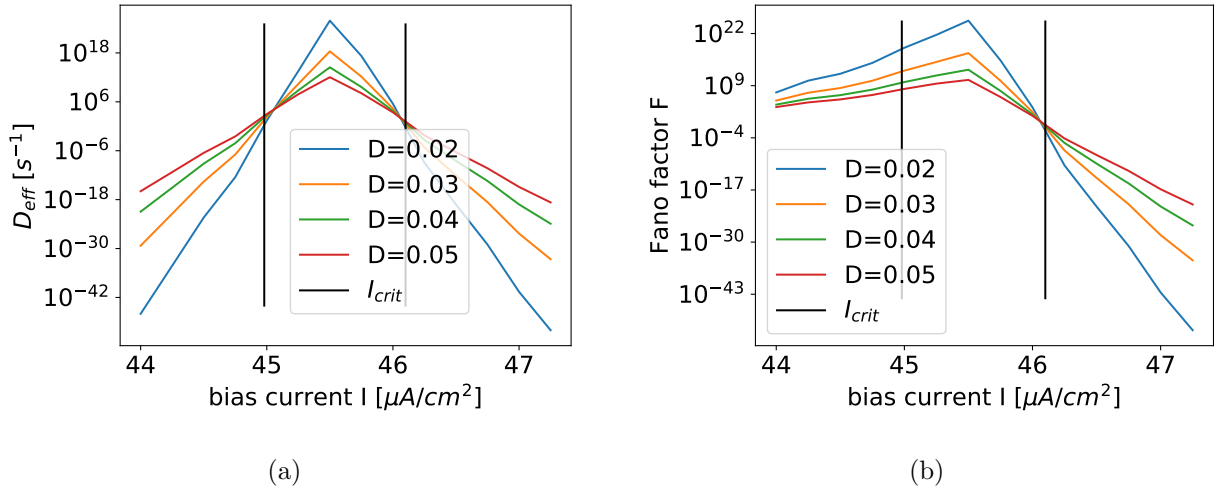 10^18
10^6
10^-6
10^-18
10^-30
10^-42
D_eff [s^-1]
D=0.02
D=0.03
D=0.04
D=0.05
I_crit
44 45 46 47
bias current I [μA/cm^2]
(a)
10^22
10^9
10^-4
10^-17
10^-30
10^-43
Fano factor F
D=0.02
D=0.03
D=0.04
D=0.05
I_crit
44 45 46 47
bias current I [μA/cm^2]
(b)